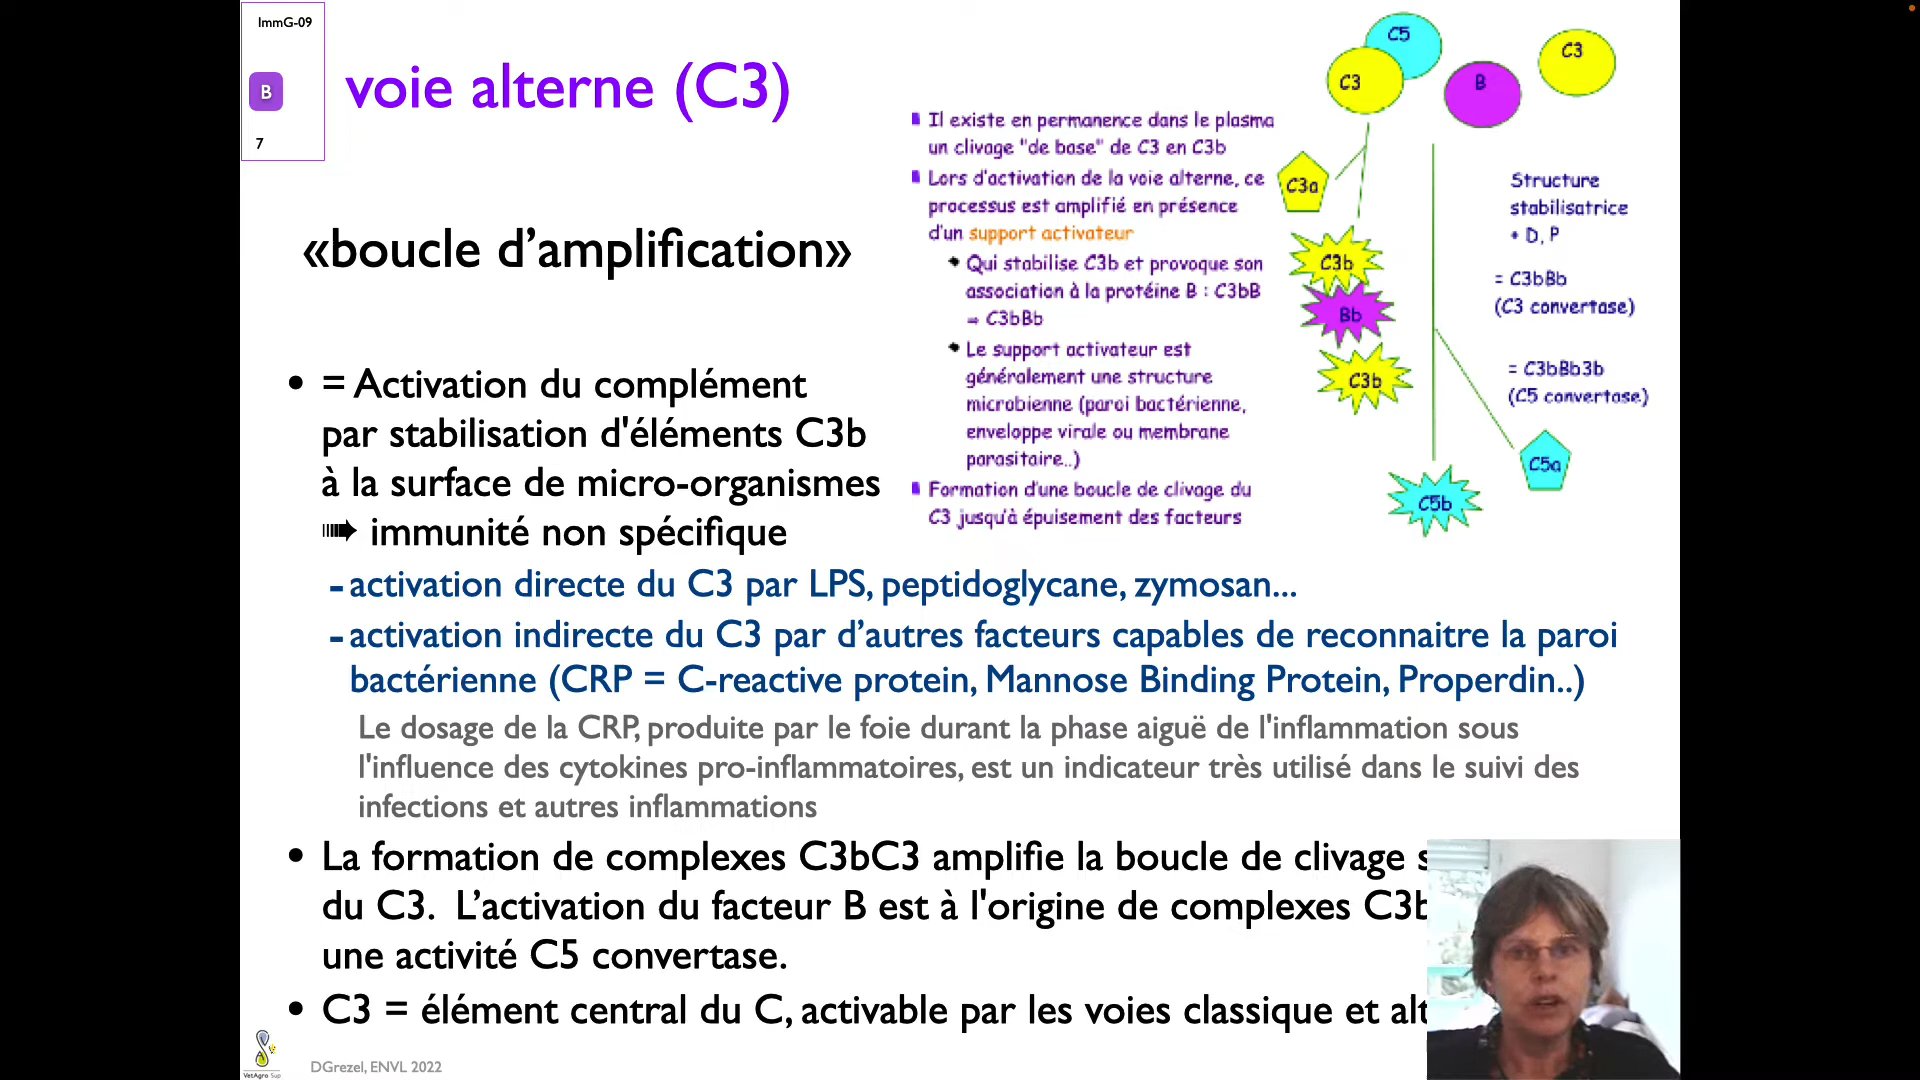 ImmG-09
B
7
voie alterne (C3)
«boucle d’amplification»
• = Activation du complément
par stabilisation d'éléments C3b
à la surface de micro-organismes
➠ immunité non spécifique
- activation directe du C3 par LPS, peptidoglycane, zymosan...
- activation indirecte du C3 par d’autres facteurs capables de reconnaitre la paroi
bactérienne (CRP = C-reactive protein, Mannose Binding Protein, Properdin..)
Le dosage de la CRP, produite par le foie durant la phase aiguë de l'inflammation sous
l'influence des cytokines pro-inflammatoires, est un indicateur très utilisé dans le suivi des
infections et autres inflammations
• La formation de complexes C3bC3 amplifie la boucle de clivage
du C3. L’activation du facteur B est à l'origine de complexes
une activité C5 convertase.
• C3 = élément central du C, activable par les voies classique et
Il existe en permanence dans le plasma
un clivage "de base" de C3 en C3b
Lors d'activation de la voie alterne, ce
processus est amplifié en présence
d'un support activateur
Qui stabilise C3b et provoque son
association à la protéine B : C3bB
⇒ C3bBb
Le support activateur est
généralement une structure
microbienne (paroi bactérienne,
enveloppe virale ou membrane
parasitaire..)
Formation d'une boucle de clivage du
C3 jusqu'à épuisement des facteurs
C5
C3
B
C3
C3a
C3b
Bb
C3b
C5b
C5a
Structure
stabilisatrice
+ D, P
= C3bBb
(C3 convertase)
= C3bBb3b
(C5 convertase)
VetAgro Sup
DGrezel, ENVL 2022